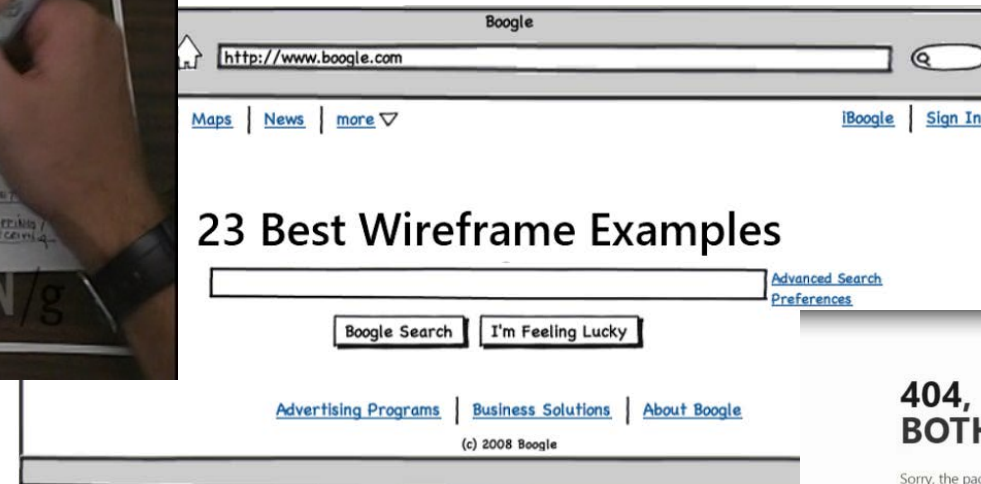 Boogle
http://www.boogle.com
Maps | News | more
iBoogle | Sign In
23 Best Wireframe Examples
Advanced Search
Preferences
Boogle Search
I'm Feeling Lucky
Advertising Programs | Business Solutions | About Boogle
(c) 2008 Boogle
N/g
404,
BOTH
Sorry, the